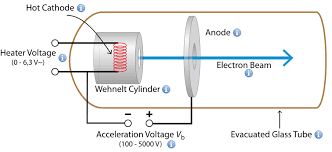 Hot Cathode i
Anode i
Heater Voltage i
(0 - 6,3 V~)
Electron Beam
i
Wehnelt Cylinder i
- +
Acceleration Voltage Vb i
(100 - 5000 V)
Evacuated Glass Tube i